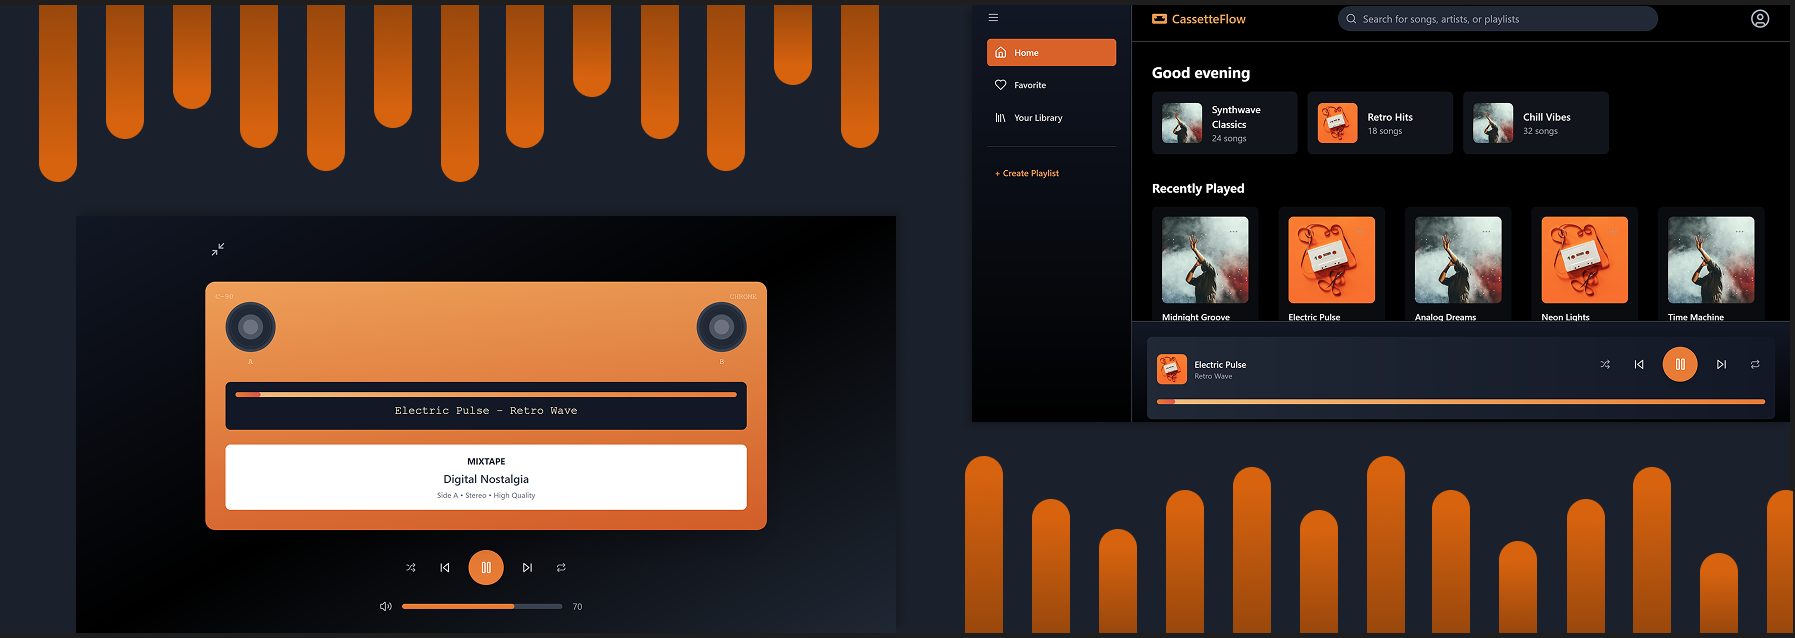 C-90
CHROME
A
B
Electric Pulse - Retro Wave
MIXTAPE
Digital Nostalgia
Side A • Stereo • High Quality
70
CassetteFlow
Search for songs, artists, or playlists
Home
Favorite
Your Library
+ Create Playlist
Good evening
Synthwave
Classics
24 songs
Retro Hits
18 songs
Chill Vibes
32 songs
Recently Played
Midnight Groove
Electric Pulse
Analog Dreams
Neon Lights
Time Machine
Electric Pulse
Retro Wave